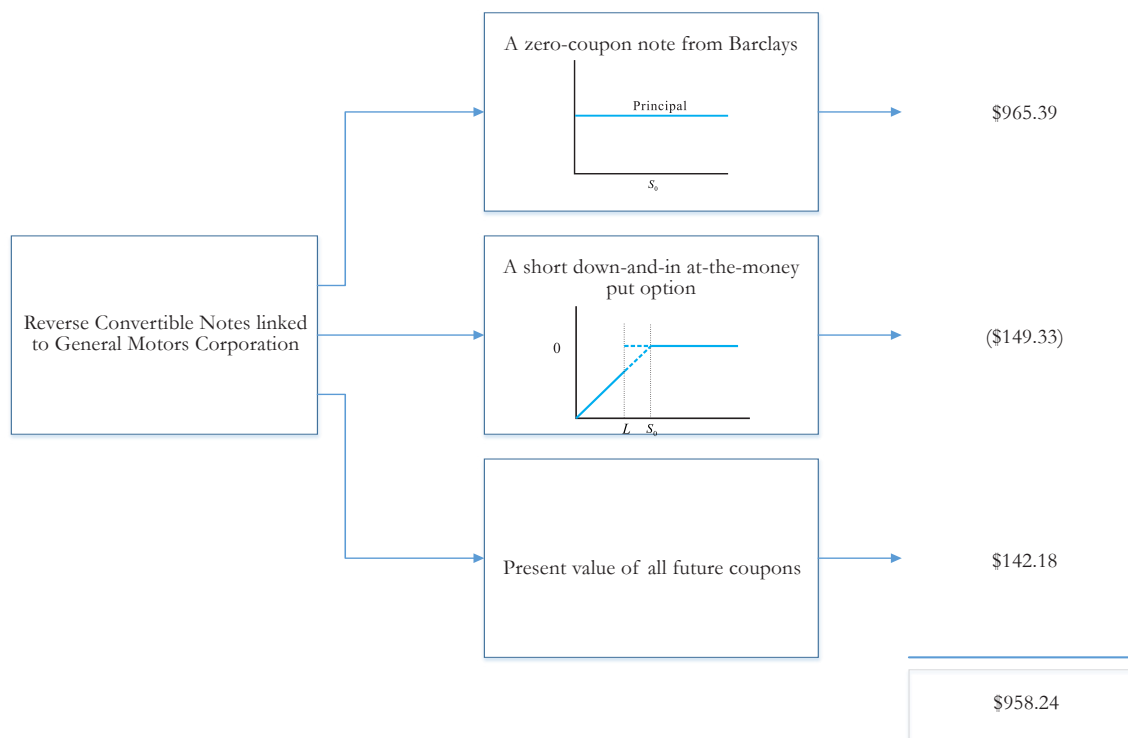 A zero-coupon note from Barclays
Principal
S₀
$965.39
Reverse Convertible Notes linked
to General Motors Corporation
A short down-and-in at-the-money
put option
0
L S₀
($149.33)
Present value of all future coupons
$142.18
$958.24